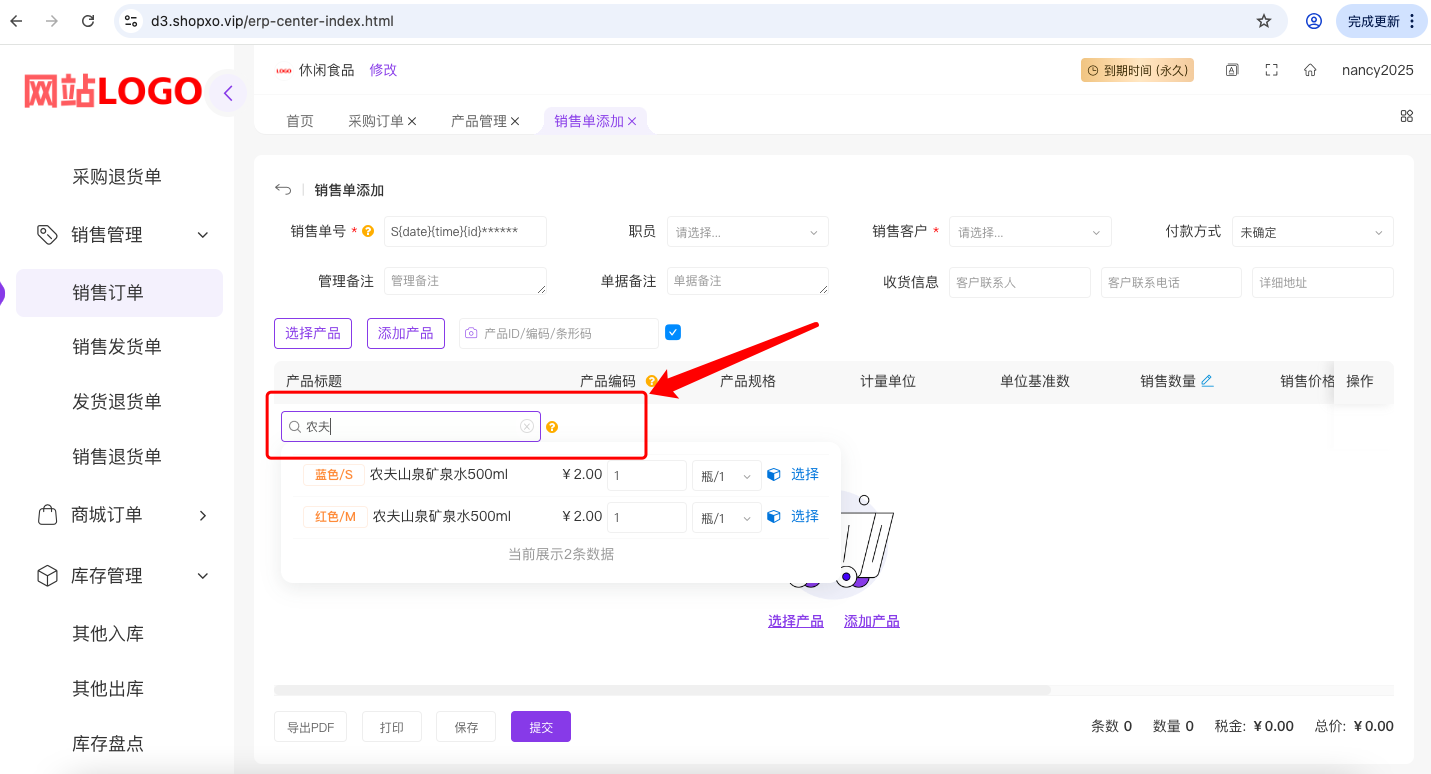 d3.shopxo.vip/erp-center-index.html
完成更新
网站LOGO
LOGO 休闲食品 修改
到期时间 (永久)
nancy2025
首页 采购订单 产品管理 销售单添加
采购退货单
销售管理
销售订单
销售发货单
发货退货单
销售退货单
商城订单
库存管理
其他入库
其他出库
库存盘点
销售单添加
销售单号 * ? S{date}{time}{id}****** 职员 请选择... 销售客户 * 请选择... 付款方式 未确定
管理备注 管理备注 单据备注 单据备注 收货信息 客户联系人 客户联系电话 详细地址
选择产品 添加产品 产品ID/编码/条形码
产品标题 产品编码 ? 产品规格 计量单位 单位基准数 销售数量 销售价格 操作
农夫 ?
蓝色/S 农夫山泉矿泉水500ml ￥2.00 1 瓶/1 选择
红色/M 农夫山泉矿泉水500ml ￥2.00 1 瓶/1 选择
当前展示2条数据
选择产品 添加产品
导出PDF 打印 保存 提交
条数 0 数量 0 税金: ￥0.00 总价: ￥0.00